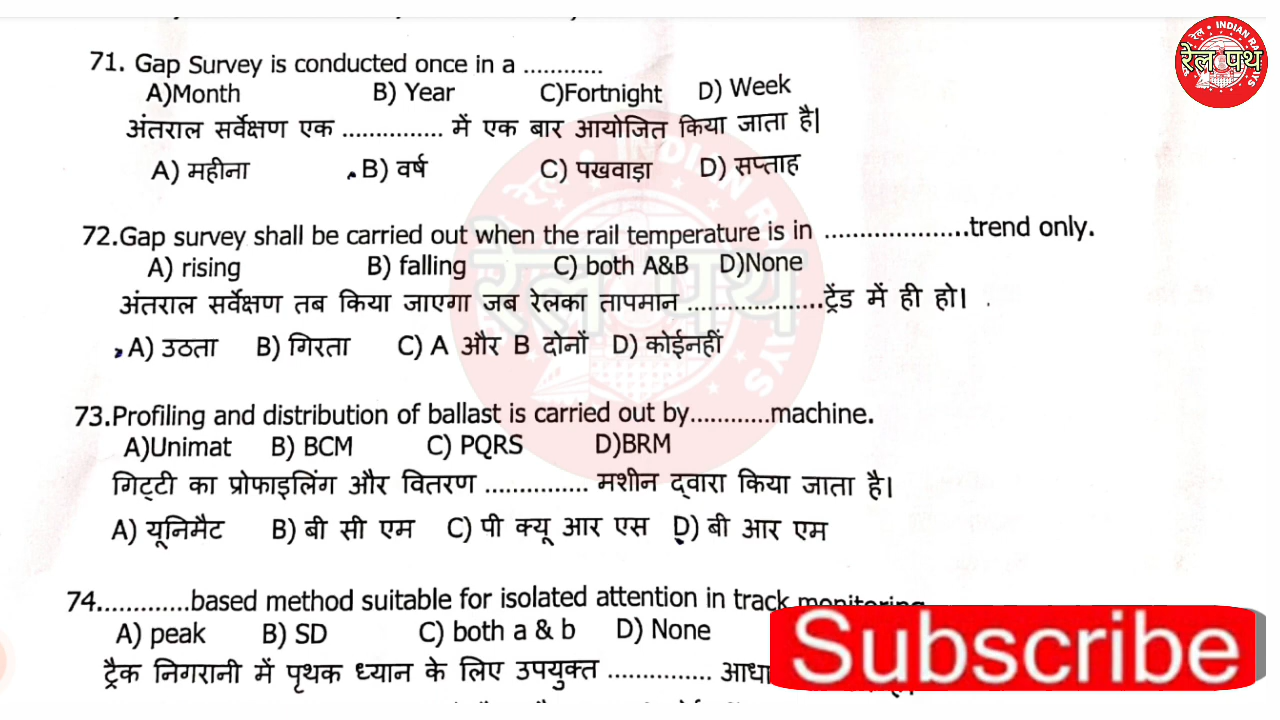 71. Gap Survey is conducted once in a ............
A)Month B) Year C)Fortnight D) Week
अंतराल सर्वेक्षण एक ............... में एक बार आयोजित किया जाता है|
A) महीना B) वर्ष C) पखवाड़ा D) सप्ताह
72.Gap survey shall be carried out when the rail temperature is in .....................trend only.
A) rising B) falling C) both A&B D)None
अंतराल सर्वेक्षण तब किया जाएगा जब रेलका तापमान ....................ट्रेंड में ही हो।
A) उठता B) गिरता C) A और B दोनों D) कोईनहीं
73.Profiling and distribution of ballast is carried out by............machine.
A)Unimat B) BCM C) PQRS D)BRM
गिट्टी का प्रोफाइलिंग और वितरण ............... मशीन द्वारा किया जाता है।
A) यूनिमैट B) बी सी एम C) पी क्यू आर एस D) बी आर एम
74.............based method suitable for isolated attention in track monitoring
A) peak B) SD C) both a & b D) None
ट्रैक निगरानी में पृथक ध्यान के लिए उपयुक्त ...............
Subscribe
रेल पथ
INDIAN RAILWAYS